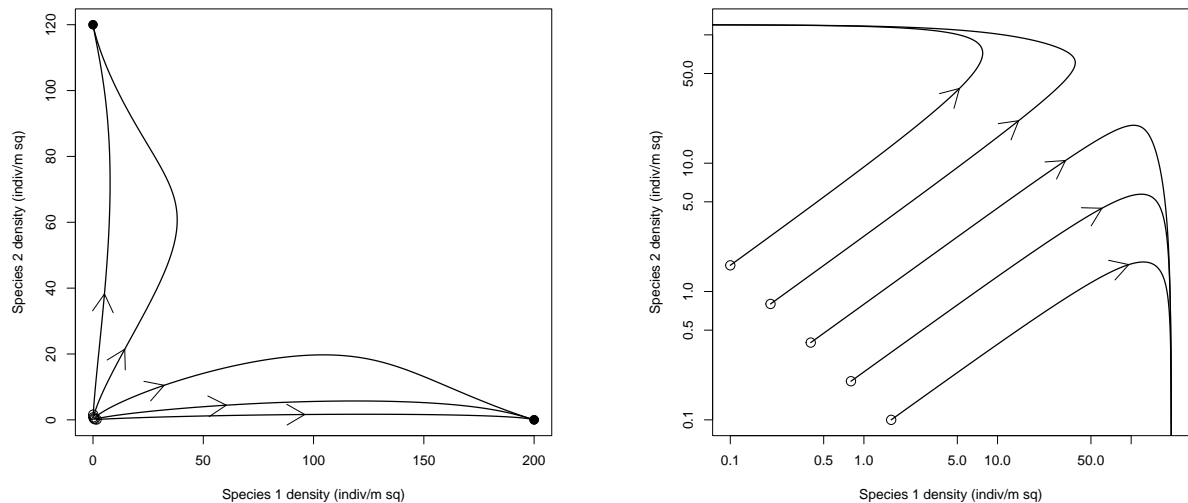 120
100
80
60
40
20
0
Species 2 density (indiv/m sq)
0 50 100 150 200
Species 1 density (indiv/m sq)
50.0
10.0
5.0
1.0
0.5
0.1
Species 2 density (indiv/m sq)
0.1 0.5 1.0 5.0 10.0 50.0
Species 1 density (indiv/m sq)